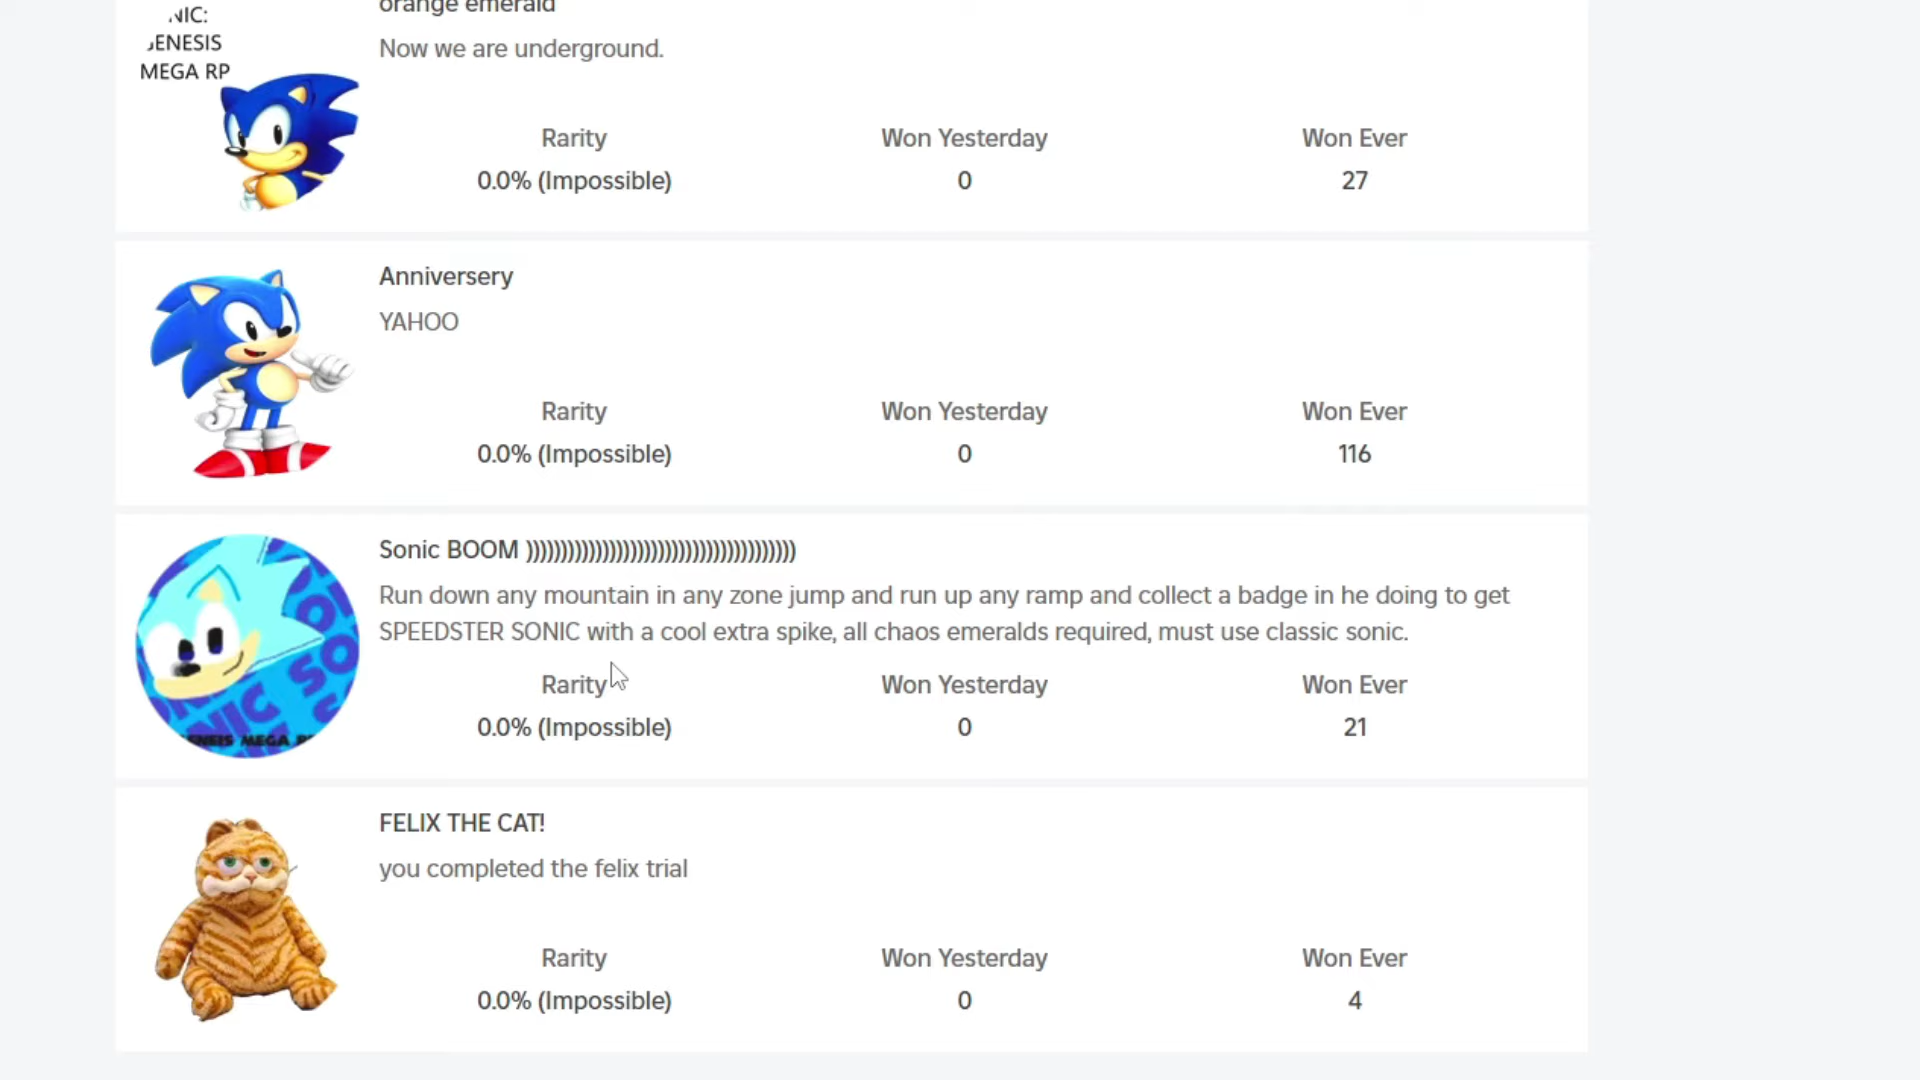 orange emerald
NIC:
ENESIS
MEGA RP
Now we are underground.
Rarity
Won Yesterday
Won Ever
0.0% (Impossible)
0
27
Anniversery
YAHOO
Rarity
Won Yesterday
Won Ever
0.0% (Impossible)
0
116
Sonic BOOM )))))))))))))))))))))))))))))))))))))))
Run down any mountain in any zone jump and run up any ramp and collect a badge in he doing to get
SPEEDSTER SONIC with a cool extra spike, all chaos emeralds required, must use classic sonic.
Rarity
Won Yesterday
Won Ever
0.0% (Impossible)
0
21
FELIX THE CAT!
you completed the felix trial
Rarity
Won Yesterday
Won Ever
0.0% (Impossible)
0
4